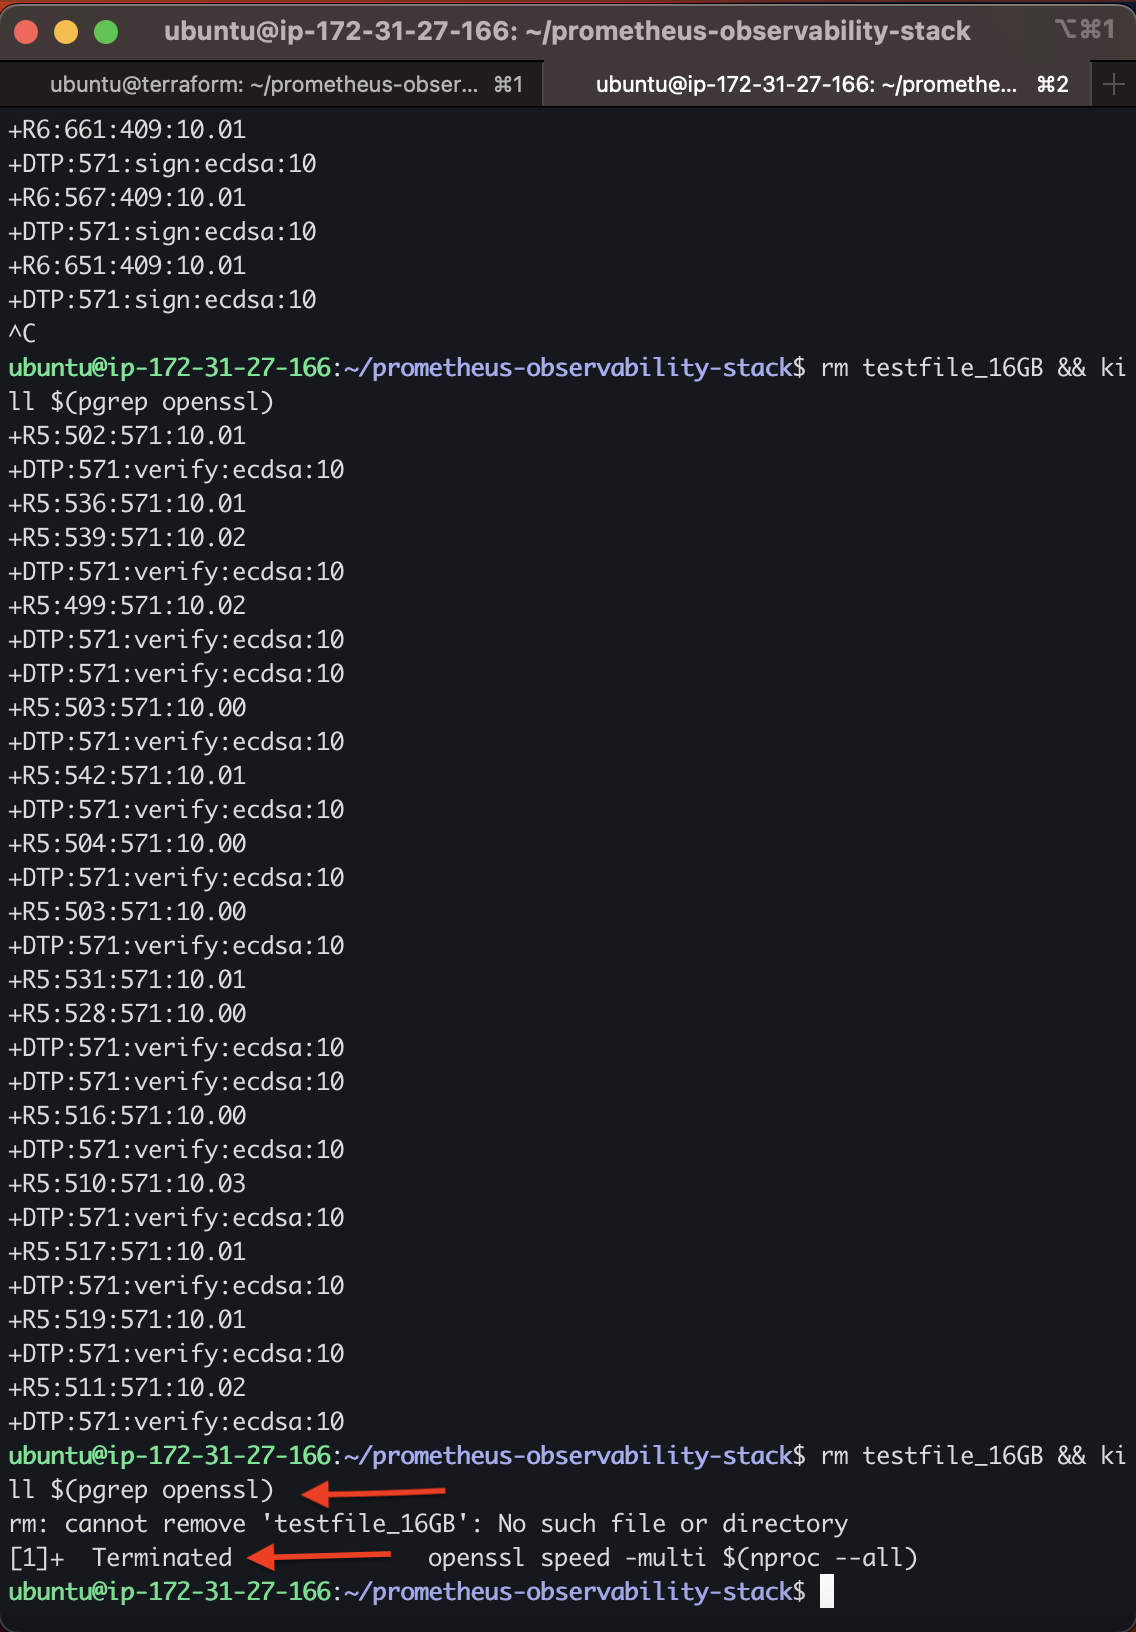 ubuntu@ip-172-31-27-166: ~/prometheus-observability-stack ⌥⌘1
ubuntu@terraform: ~/prometheus-obser... ⌘1 ubuntu@ip-172-31-27-166: ~/promethe... ⌘2 +
+R6:661:409:10.01
+DTP:571:sign:ecdsa:10
+R6:567:409:10.01
+DTP:571:sign:ecdsa:10
+R6:651:409:10.01
+DTP:571:sign:ecdsa:10
^C
ubuntu@ip-172-31-27-166:~/prometheus-observability-stack$ rm testfile_16GB && ki
ll $(pgrep openssl)
+R5:502:571:10.01
+DTP:571:verify:ecdsa:10
+R5:536:571:10.01
+R5:539:571:10.02
+DTP:571:verify:ecdsa:10
+R5:499:571:10.02
+DTP:571:verify:ecdsa:10
+DTP:571:verify:ecdsa:10
+R5:503:571:10.00
+DTP:571:verify:ecdsa:10
+R5:542:571:10.01
+DTP:571:verify:ecdsa:10
+R5:504:571:10.00
+DTP:571:verify:ecdsa:10
+R5:503:571:10.00
+DTP:571:verify:ecdsa:10
+R5:531:571:10.01
+R5:528:571:10.00
+DTP:571:verify:ecdsa:10
+DTP:571:verify:ecdsa:10
+R5:516:571:10.00
+DTP:571:verify:ecdsa:10
+R5:510:571:10.03
+DTP:571:verify:ecdsa:10
+R5:517:571:10.01
+DTP:571:verify:ecdsa:10
+R5:519:571:10.01
+DTP:571:verify:ecdsa:10
+R5:511:571:10.02
+DTP:571:verify:ecdsa:10
ubuntu@ip-172-31-27-166:~/prometheus-observability-stack$ rm testfile_16GB && ki
ll $(pgrep openssl)
rm: cannot remove 'testfile_16GB': No such file or directory
[1]+  Terminated              openssl speed -multi $(nproc --all)
ubuntu@ip-172-31-27-166:~/prometheus-observability-stack$